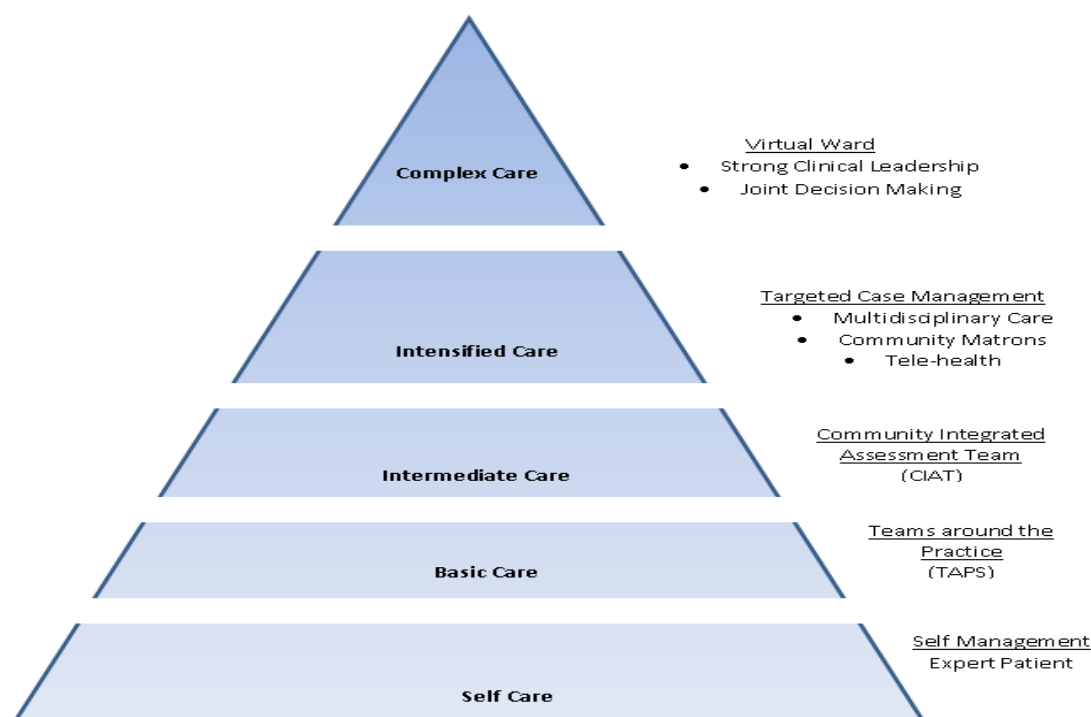 Complex Care
Virtual Ward
• Strong Clinical Leadership
• Joint Decision Making
Intensified Care
Targeted Case Management
• Multidisciplinary Care
• Community Matrons
• Tele-health
Intermediate Care
Community Integrated
Assessment Team
(CIAT)
Basic Care
Teams around the
Practice
(TAPS)
Self Care
Self Management
Expert Patient